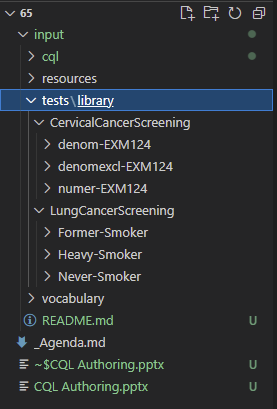 65
input
cql
resources
tests\library
CervicalCancerScreening
denom-EXM124
denomexcl-EXM124
numer-EXM124
LungCancerScreening
Former-Smoker
Heavy-Smoker
Never-Smoker
vocabulary
README.md U
_Agenda.md
~$CQL Authoring.pptx U
CQL Authoring.pptx U